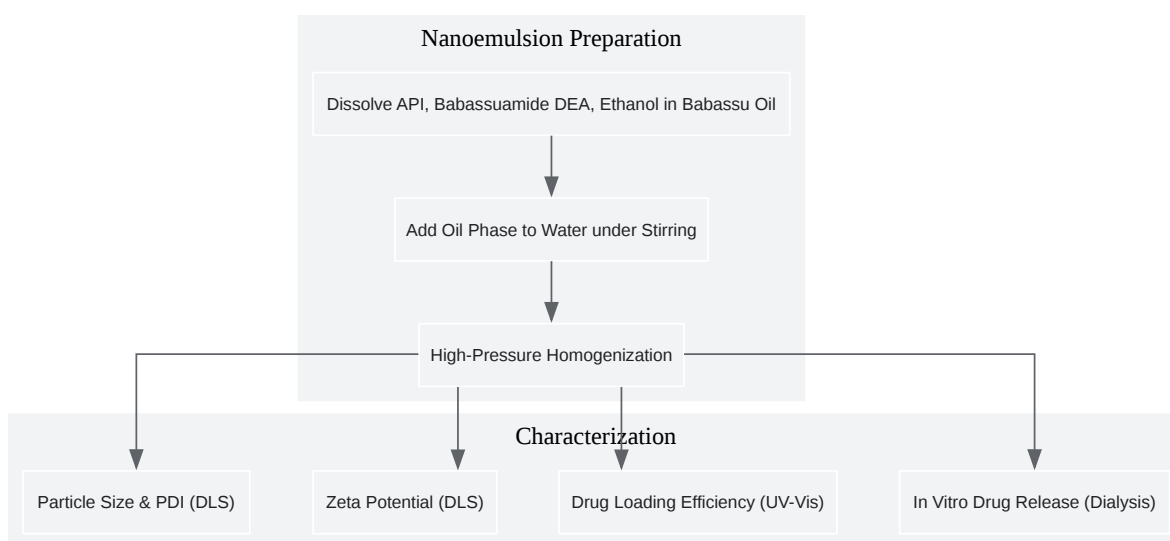 Nanoemulsion Preparation
Dissolve API, Babassuamide DEA, Ethanol in Babassu Oil
Add Oil Phase to Water under Stirring
High-Pressure Homogenization
Characterization
Particle Size & PDI (DLS)
Zeta Potential (DLS)
Drug Loading Efficiency (UV-Vis)
In Vitro Drug Release (Dialysis)